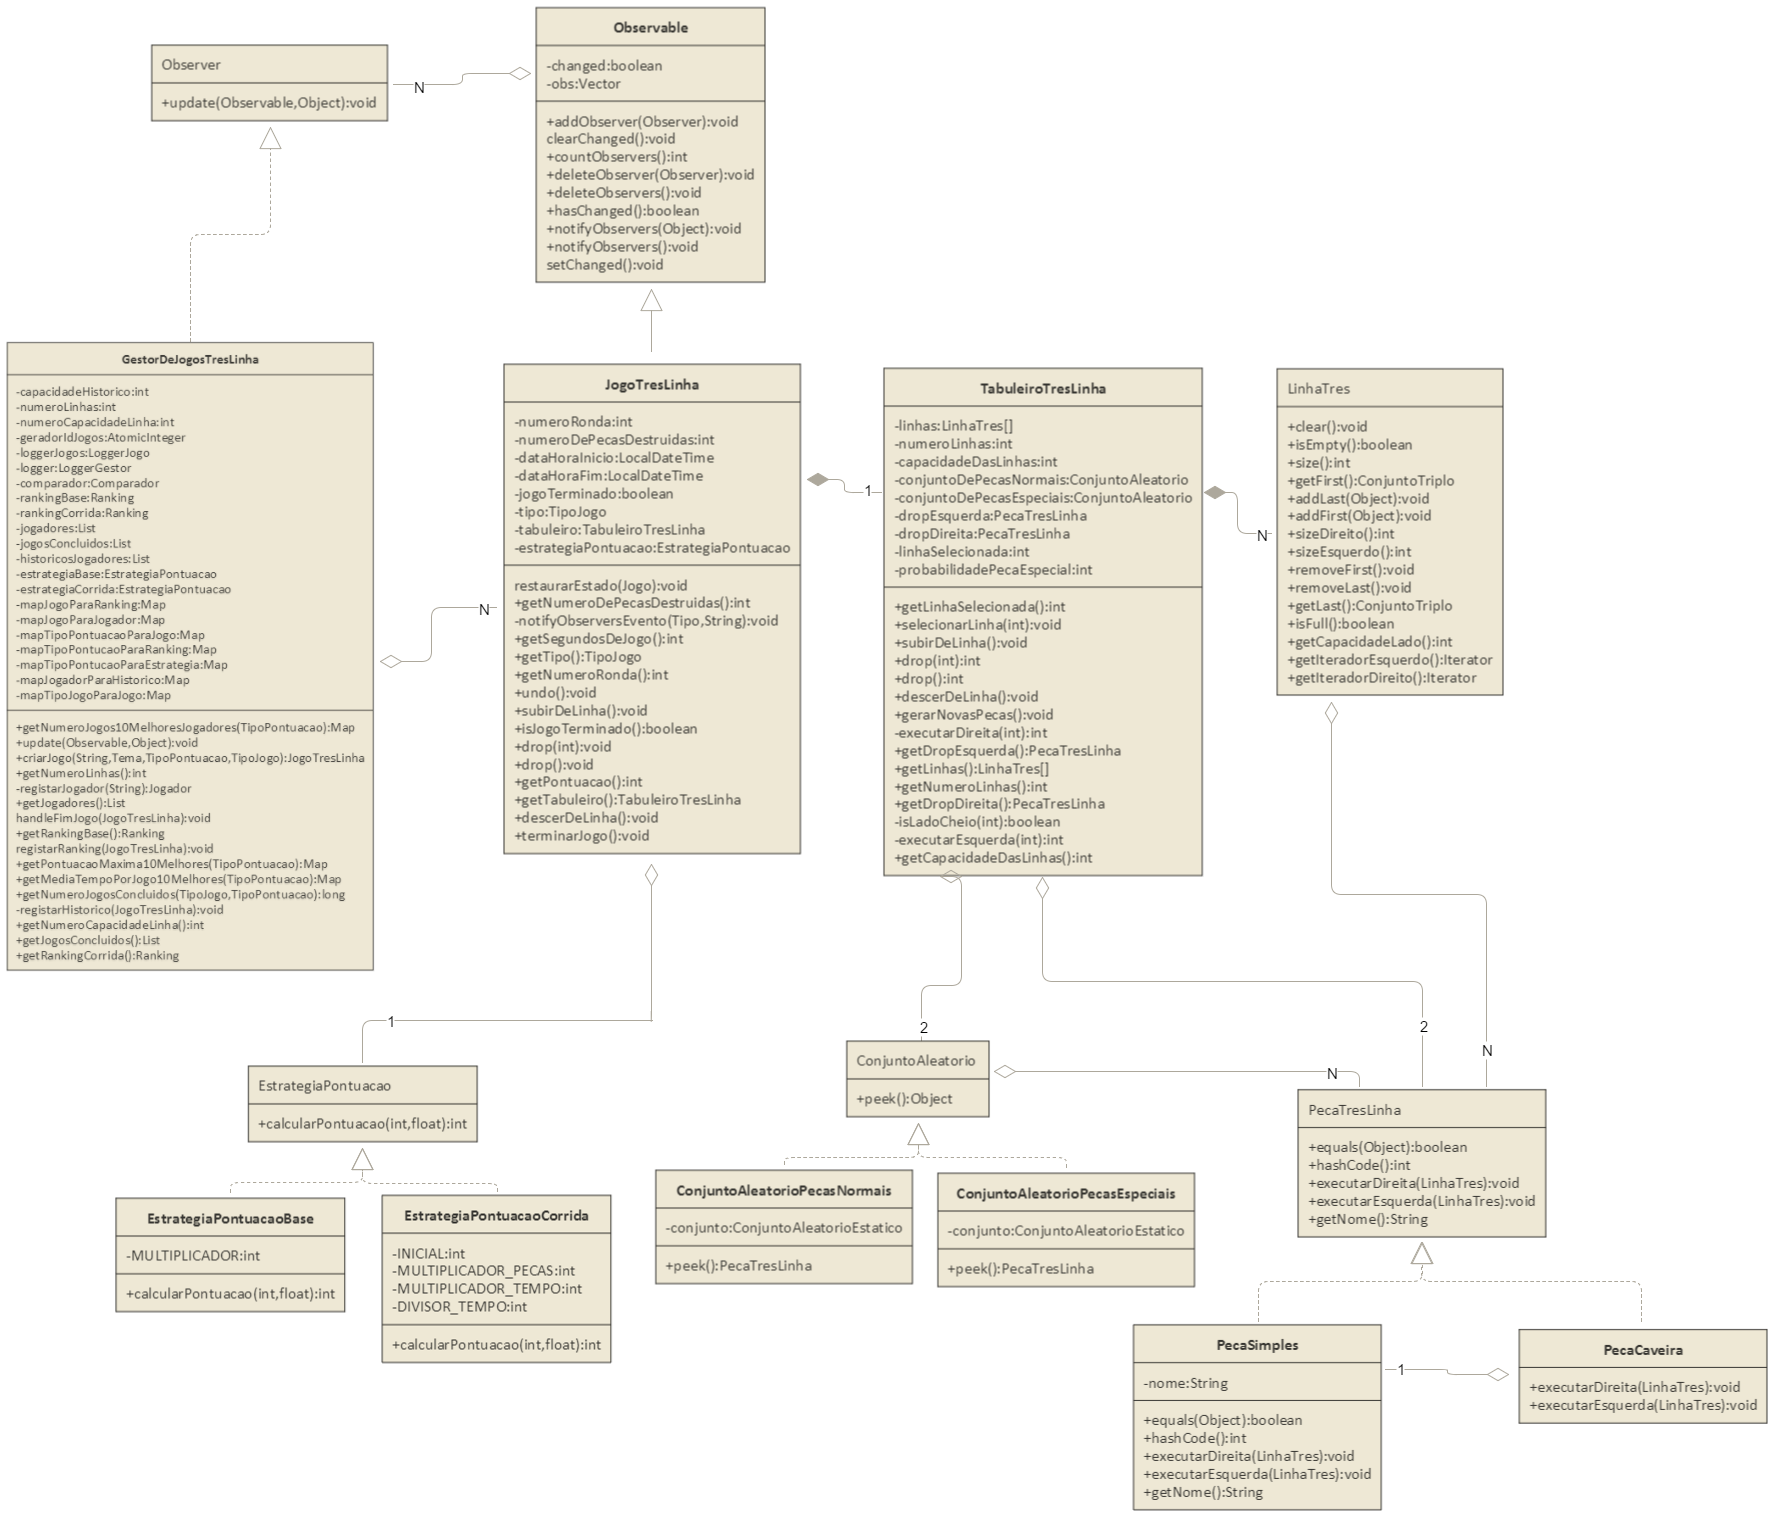 Observer
+update(Observable,Object):void
N
Observable
-changed:boolean
-obs:Vector
+addObserver(Observer):void
clearChanged():void
+countObservers():int
+deleteObserver(Observer):void
+deleteObservers():void
+hasChanged():boolean
+notifyObservers(Object):void
+notifyObservers():void
setChanged():void
GestorDeJogosTresLinha
-capacidadeHistorico:int
-numeroLinhas:int
-numeroCapacidadeLinha:int
-geradorIdJogos:AtomicInteger
-loggerJogos:LoggerJogo
-logger:LoggerGestor
-comparador:Comparador
-rankingBase:Ranking
-rankingCorrida:Ranking
-jogadores:List
-jogosConcluidos:List
-historicosJogadores:List
-estrategiaBase:EstrategiaPontuacao
-estrategiaCorrida:EstrategiaPontuacao
-mapJogoParaRanking:Map
-mapJogoParaJogador:Map
-mapTipoPontuacaoParaJogo:Map
-mapTipoPontucaoParaRanking:Map
-mapTipoPontucaoParaEstrategia:Map
-mapJogadorParaHistorico:Map
-mapTipoJogoParaJogo:Map
+getNumeroJogos10MelhoresJogadores(TipoPontuacao):Map
+update(Observable,Object):void
+criarJogo(String,Tema,TipoPontuacao,TipoJogo):JogoTresLinha
+getNumeroLinhas():int
-registarJogador(String):Jogador
+getJogadores():List
handleFimJogo(JogoTresLinha):void
+getRankingBase():Ranking
registarRanking(JogoTresLinha):void
+getPontuacaoMaxima10Melhores(TipoPontuacao):Map
+getMediaTempoPorJogo10Melhores(TipoPontuacao):Map
+getNumeroJogosConcluidos(TipoJogo,TipoPontuacao):long
-registarHistorico(JogoTresLinha):void
+getNumeroCapacidadeLinha():int
+getJogosConcluidos():List
+getRankingCorrida():Ranking
N
JogoTresLinha
-numeroRonda:int
-numeroDePecasDestruidas:int
-dataHoraInicio:LocalDateTime
-dataHoraFim:LocalDateTime
-jogoTerminado:boolean
-tipo:TipoJogo
-tabuleiro:TabuleiroTresLinha
-estrategiaPontuacao:EstrategiaPontuacao
restaurarEstado(Jogo):void
+getNumeroDePecasDestruidas():int
-notifyObserversEvento(Tipo,String):void
+getSegundosDeJogo():int
+getTipo():TipoJogo
+getNumeroRonda():int
+undo():void
+subirDeLinha():void
+isJogoTerminado():boolean
+drop(int):void
+drop():void
+getPontuacao():int
+getTabuleiro():TabuleiroTresLinha
+descerDeLinha():void
+terminarJogo():void
1
TabuleiroTresLinha
-linhas:LinhaTres[]
-numeroLinhas:int
-capacidadeDasLinhas:int
-conjuntoDePecasNormais:ConjuntoAleatorio
-conjuntoDePecasEspeciais:ConjuntoAleatorio
-dropEsquerda:PecaTresLinha
-dropDireita:PecaTresLinha
-linhaSelecionada:int
-probabilidadePecaEspecial:int
+getLinhaSelecionada():int
+selecionarLinha(int):void
+subirDeLinha():void
+drop(int):int
+drop():int
+descerDeLinha():void
+gerarNovasPecas():void
-executarDireita(int):int
+getDropEsquerda():PecaTresLinha
+getLinhas():LinhaTres[]
+getNumeroLinhas():int
+getDropDireita():PecaTresLinha
-isLadoCheio(int):boolean
-executarEsquerda(int):int
+getCapacidadeDasLinhas():int
N
LinhaTres
+clear():void
+isEmpty():boolean
+size():int
+getFirst():ConjuntoTriplo
+addLast(Object):void
+addFirst(Object):void
+sizeDireito():int
+sizeEsquerdo():int
+removeFirst():void
+removeLast():void
+getLast():ConjuntoTriplo
+isFull():boolean
+getCapacidadeLado():int
+getIteradorEsquerdo():Iterator
+getIteradorDireito():Iterator
1
2
2
N
EstrategiaPontuacao
+calcularPontuacao(int,float):int
EstrategiaPontuacaoBase
-MULTIPLICADOR:int
+calcularPontuacao(int,float):int
EstrategiaPontuacaoCorrida
-INICIAL:int
-MULTIPLICADOR_PECAS:int
-MULTIPLICADOR_TEMPO:int
-DIVISOR_TEMPO:int
+calcularPontuacao(int,float):int
ConjuntoAleatorio
+peek():Object
N
ConjuntoAleatorioPecasNormais
-conjunto:ConjuntoAleatorioEstatico
+peek():PecaTresLinha
ConjuntoAleatorioPecasEspeciais
-conjunto:ConjuntoAleatorioEstatico
+peek():PecaTresLinha
PecaTresLinha
+equals(Object):boolean
+hashCode():int
+executarDireita(LinhaTres):void
+executarEsquerda(LinhaTres):void
+getNome():String
PecaSimples
-nome:String
+equals(Object):boolean
+hashCode():int
+executarDireita(LinhaTres):void
+executarEsquerda(LinhaTres):void
+getNome():String
1
PecaCaveira
+executarDireita(LinhaTres):void
+executarEsquerda(LinhaTres):void